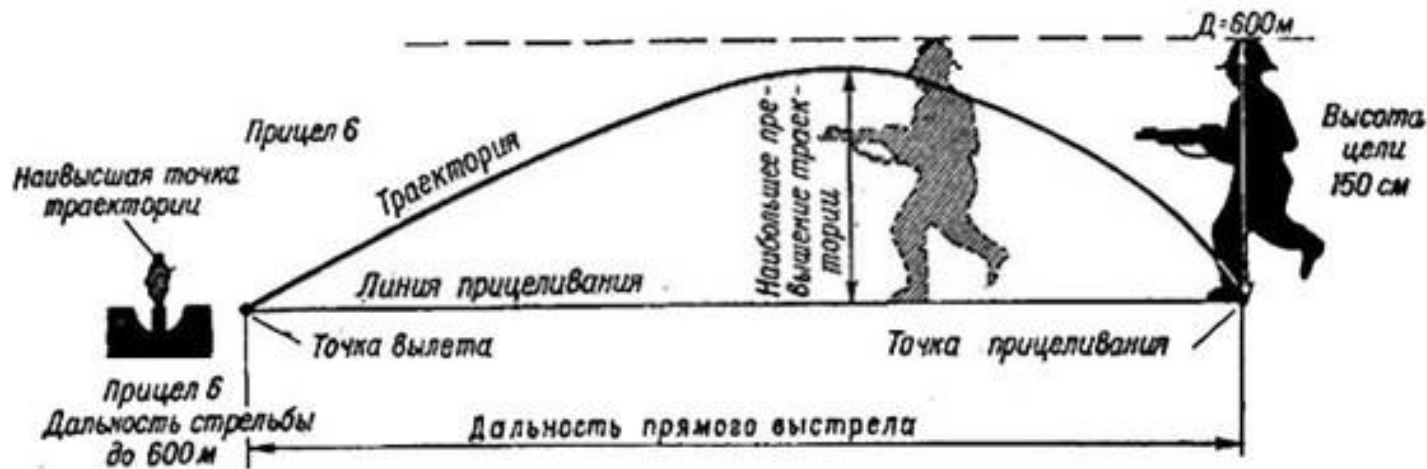 Д=600м
Прицел 6
Высота
цели
150 см
Наивысшая точка
траектории
Траектория
Наибольшее пре-
вышение траек-
тории
Линия прицеливания
Точка вылета
Точка прицеливания
Прицел 6
Дальность стрельбы
до 600 м
Дальность прямого выстрела